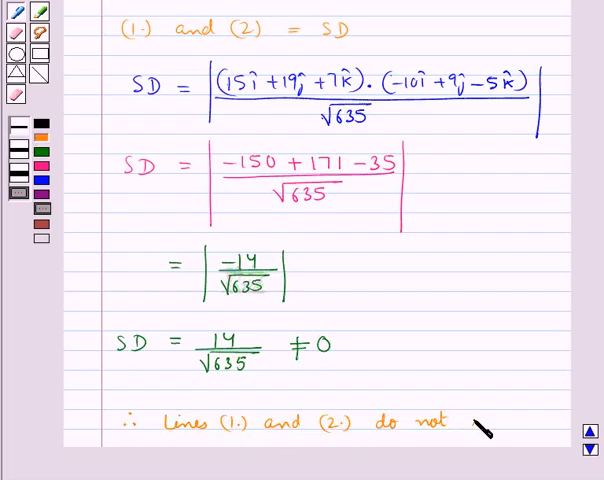 (1.) and (2) = SD
SD = | (15î + 19ĵ + 7k̂) . (-10î + 9ĵ - 5k̂) / √635 |
SD = | -150 + 171 - 35 / √635 |
= | -14 / √635 |
SD = 14 / √635 ≠ 0
∴ Lines (1.) and (2.) do not